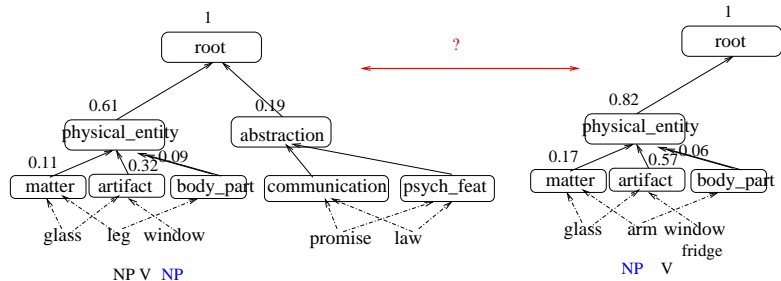 1
1
root
?
root
0.61
0.19
0.82
physical_entity
abstraction
physical_entity
0.11
0.32
0.09
0.17
0.57
0.06
matter
artifact
body_part
communication
psych_feat
matter
artifact
body_part
glass
leg
window
promise
law
glass
arm
window
fridge
NP V NP
NP V